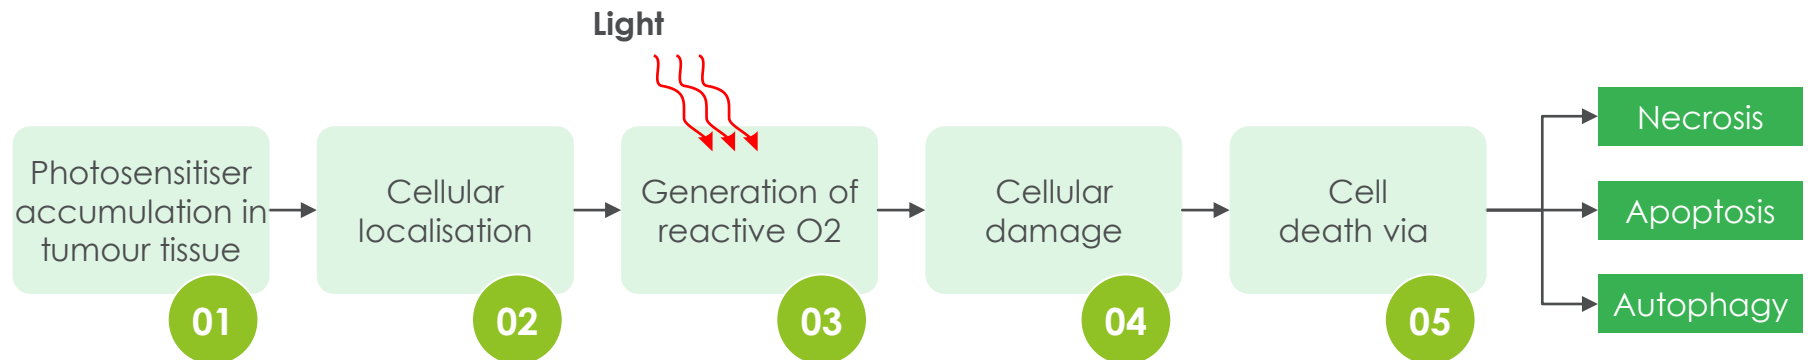 Light
Photosensitiser
accumulation in
tumour tissue
01
Cellular
localisation
02
Generation of
reactive O2
03
Cellular
damage
04
Cell
death via
05
Necrosis
Apoptosis
Autophagy